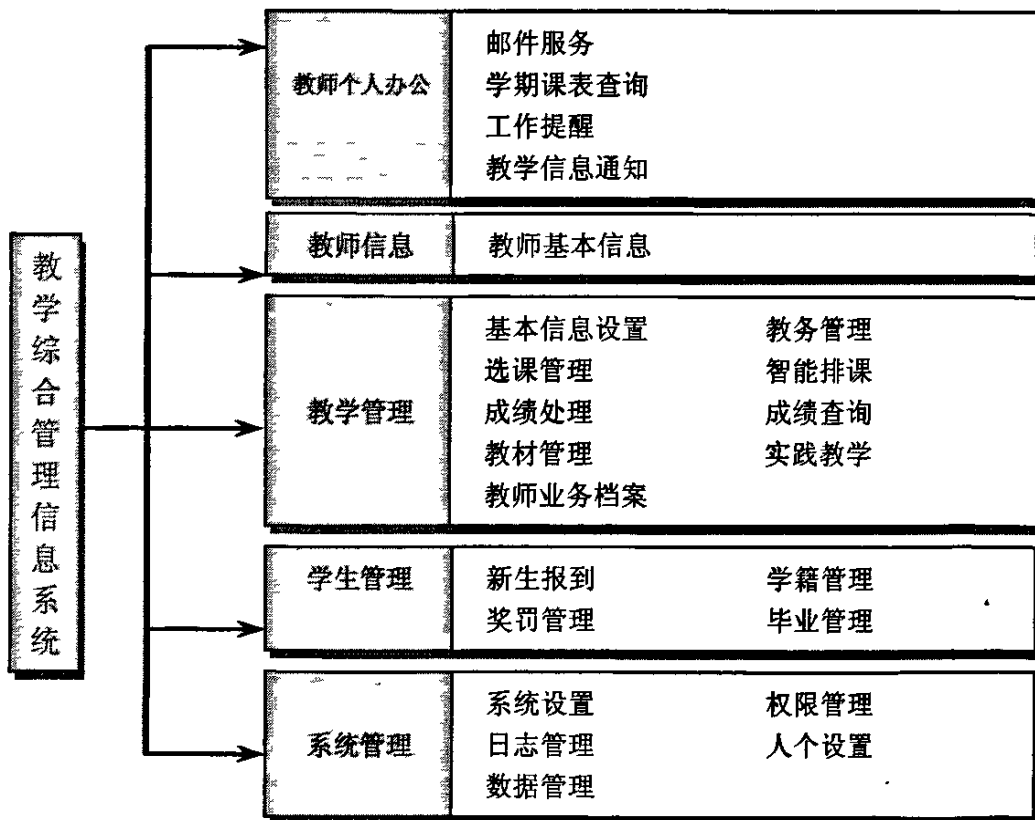 教学综合管理信息系统
教师个人办公
邮件服务
学期课表查询
工作提醒
教学信息通知
教师信息
教师基本信息
教学管理
基本信息设置 教务管理
选课管理 智能排课
成绩处理 成绩查询
教材管理 实践教学
教师业务档案
学生管理
新生报到 学籍管理
奖罚管理 毕业管理
系统管理
系统设置 权限管理
日志管理 人个设置
数据管理